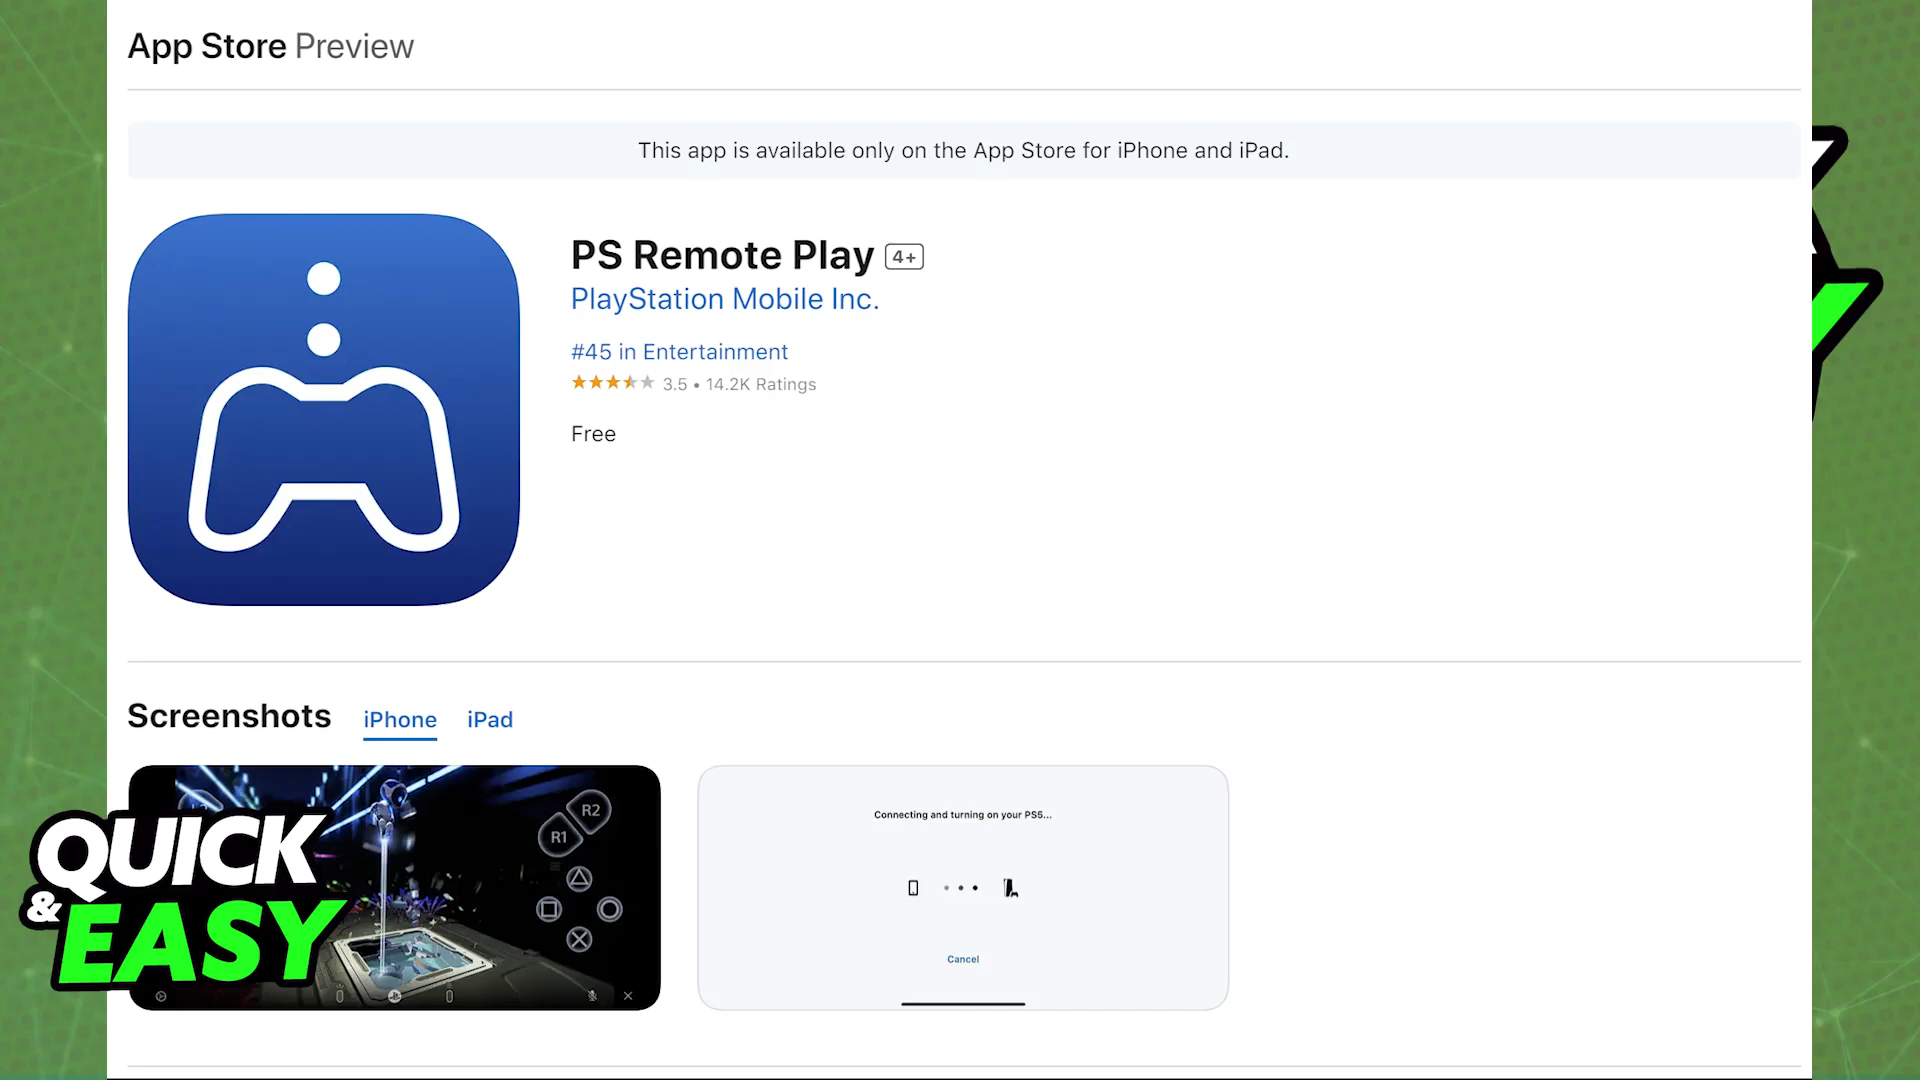 App Store Preview
This app is available only on the App Store for iPhone and iPad.
PS Remote Play 4+
PlayStation Mobile Inc.
#45 in Entertainment
3.5 • 14.2K Ratings
Free
Screenshots iPhone iPad
R2
R1
Connecting and turning on your PS5...
Cancel
QUICK
& EASY